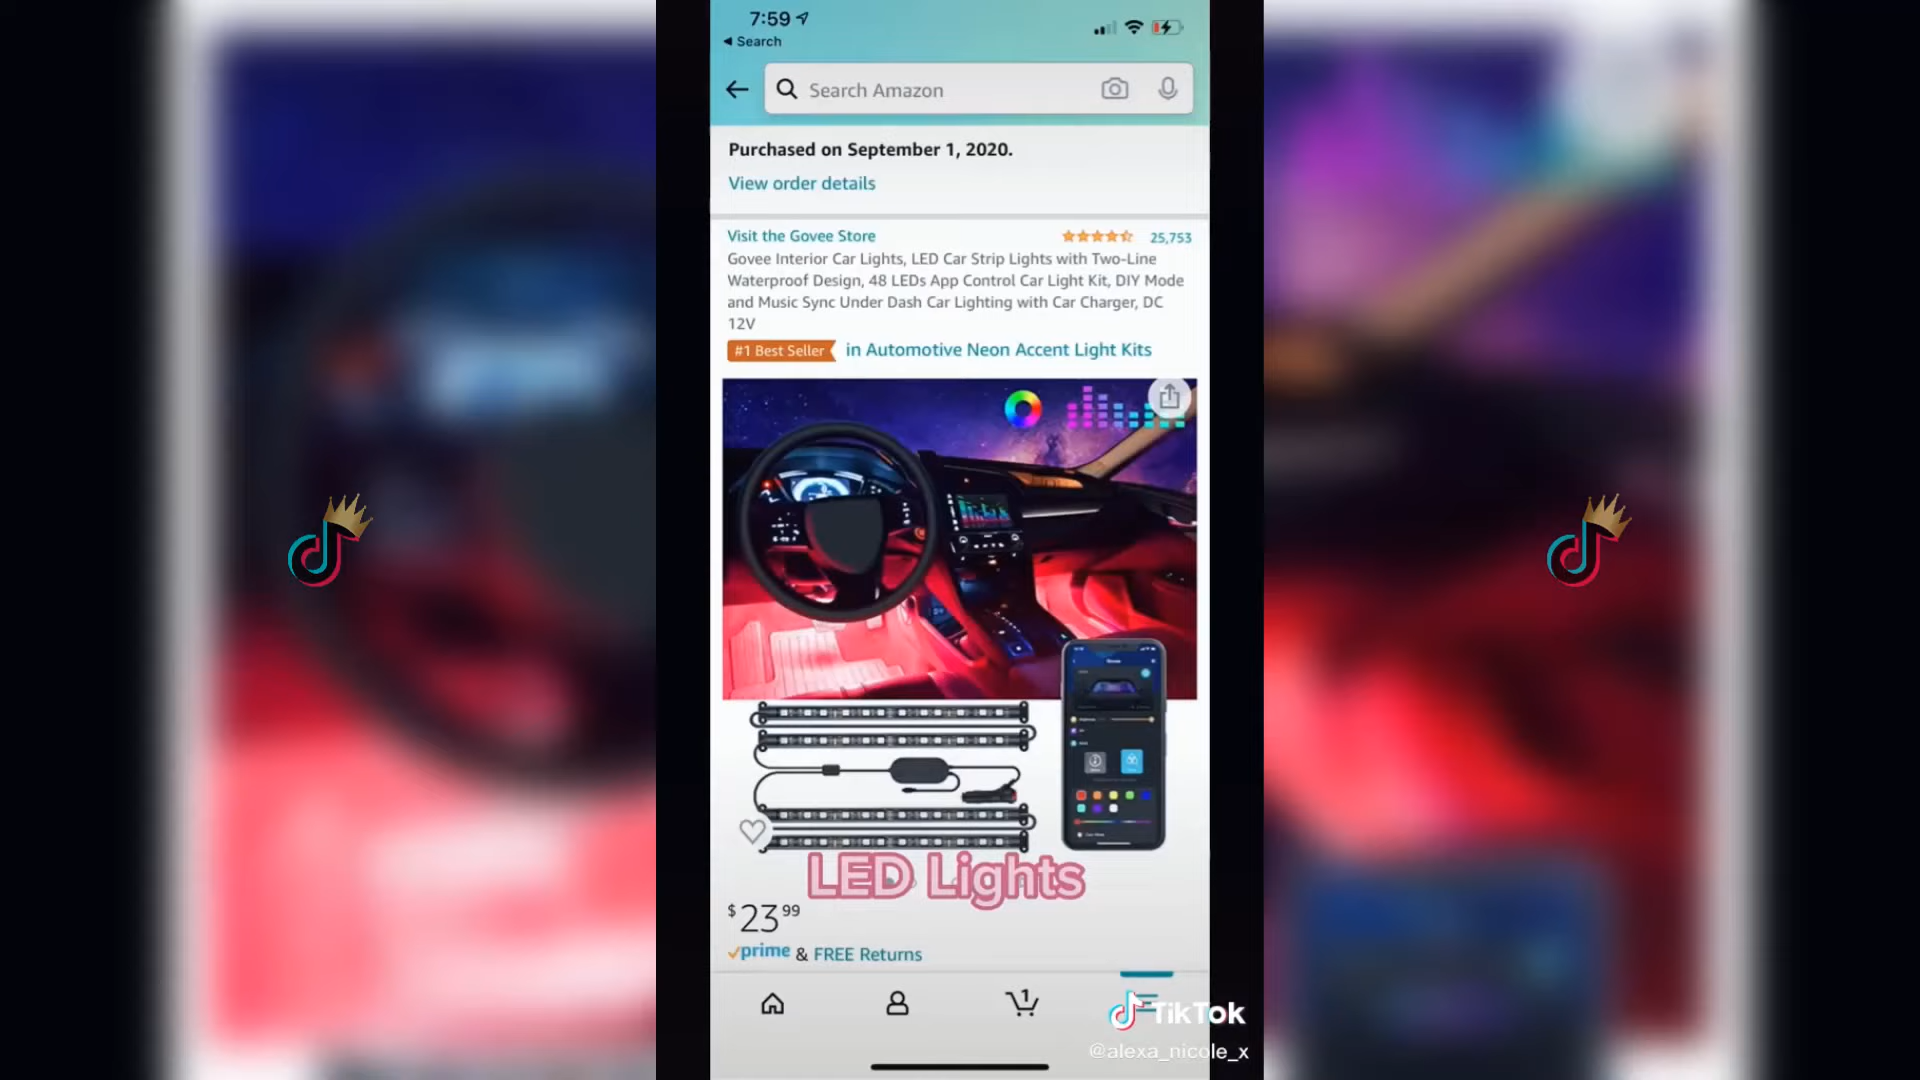 7:59
Search
Search Amazon
Purchased on September 1, 2020.
View order details
Visit the Govee Store
25,753
Govee Interior Car Lights, LED Car Strip Lights with Two-Line
Waterproof Design, 48 LEDs App Control Car Light Kit, DIY Mode
and Music Sync Under Dash Car Lighting with Car Charger, DC
12V
#1 Best Seller in Automotive Neon Accent Light Kits
LED Lights
$23 99
prime & FREE Returns
1
TikTok
@alexa_nicole_x